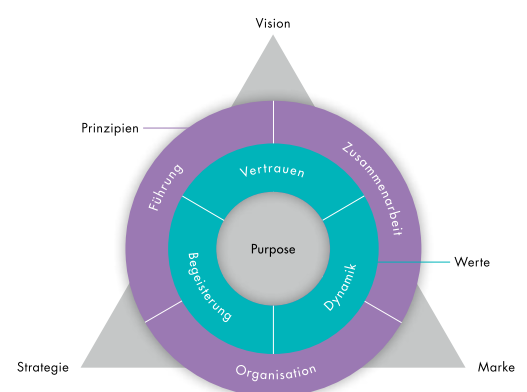 Vision
Prinzipien
Führung
Zusammenarbeit
Vertrauen
Purpose
Werte
Begeisterung
Dynamik
Strategie
Organisation
Marke